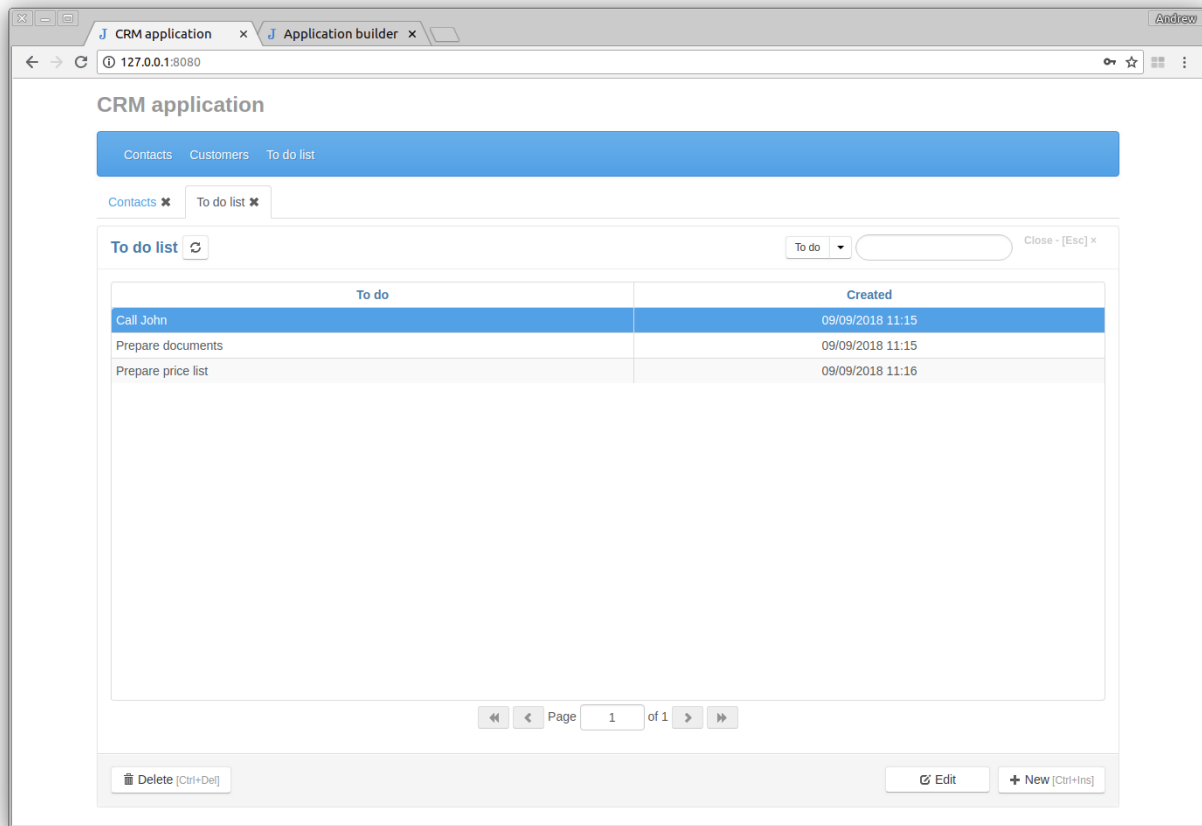 Andrew
J CRM application × J Application builder ×
127.0.0.1:8080
CRM application
Contacts Customers To do list
Contacts ✖ To do list ✖
To do list To do Close - [Esc] ×
To do Created
Call John 09/09/2018 11:15
Prepare documents 09/09/2018 11:15
Prepare price list 09/09/2018 11:16
Page 1 of 1
Delete [Ctrl+Del] Edit New [Ctrl+Ins]